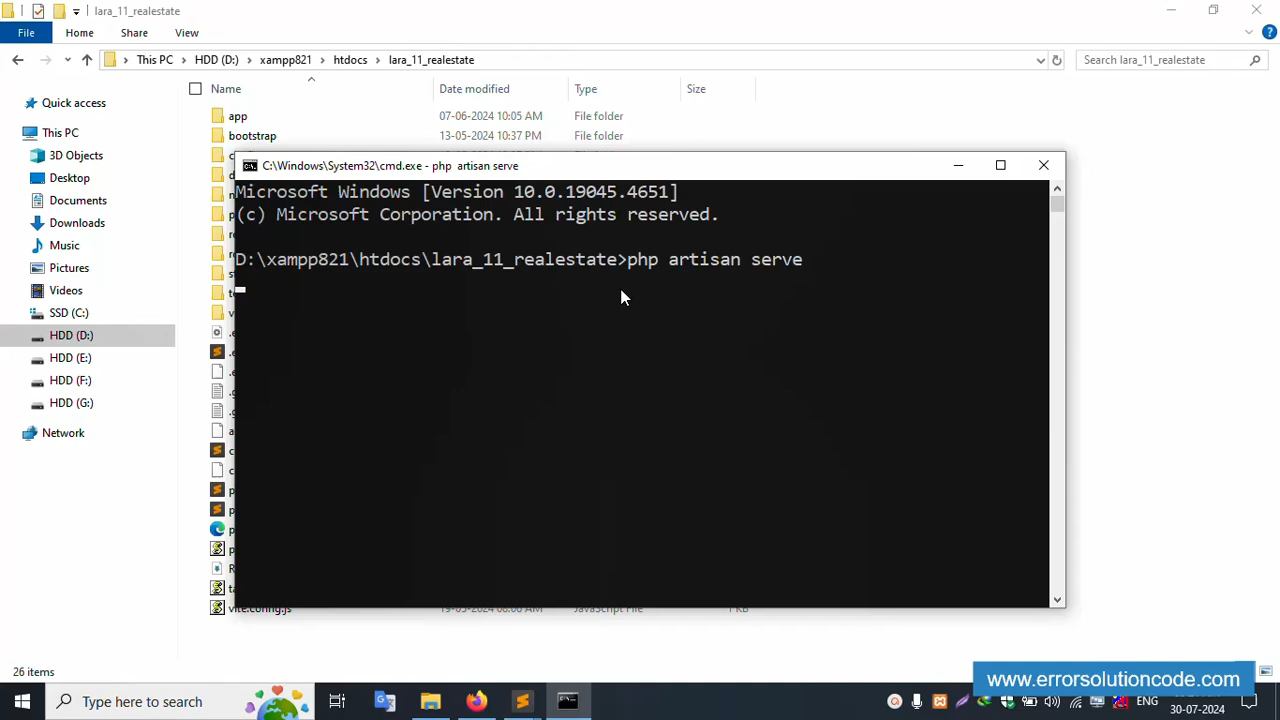 lara_11_realestate
File
Home
Share
View
This PC
HDD (D:)
xampp821
htdocs
lara_11_realestate
Search lara_11_realestate
Name
Date modified
Type
Size
Quick access
This PC
3D Objects
Desktop
Documents
Downloads
Music
Pictures
Videos
SSD (C:)
HDD (D:)
HDD (E:)
HDD (F:)
HDD (G:)
Network
app
07-06-2024 10:05 AM
File folder
bootstrap
13-05-2024 10:37 PM
File folder
C:\Windows\System32\cmd.exe - php  artisan serve
Microsoft Windows [Version 10.0.19045.4651]
(c) Microsoft Corporation. All rights reserved.
D:\xampp821\htdocs\lara_11_realestate>php artisan serve
vite.config.js
JavaScript File
1 KB
26 items
www.errorsolutioncode.com
Type here to search
ENG
30-07-2024